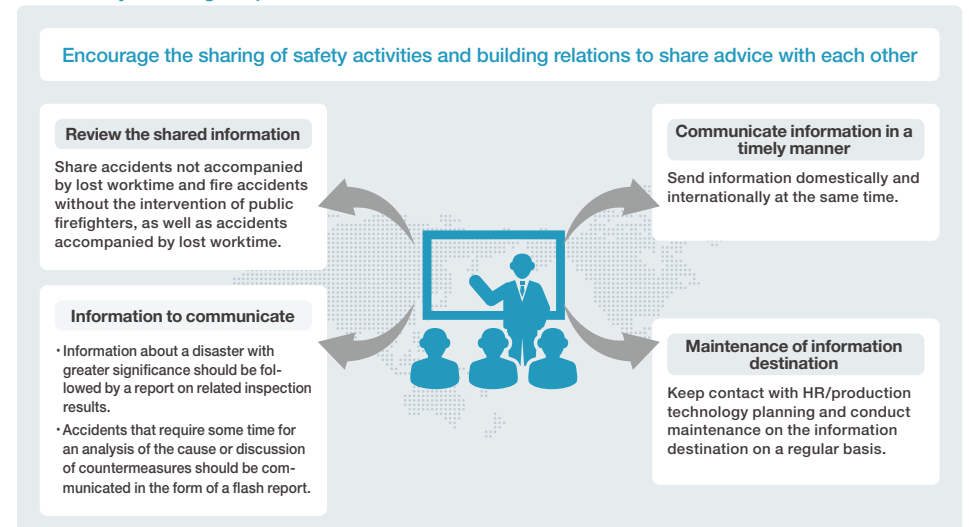 Encourage the sharing of safety activities and building relations to share advice with each other
Review the shared information
Share accidents not accompanied
by lost worktime and fire accidents
without the intervention of public
firefighters, as well as accidents
accompanied by lost worktime.
Information to communicate
・Information about a disaster with
greater significance should be fol-
lowed by a report on related inspection
results.
・Accidents that require some time for
an analysis of the cause or discussion
of countermeasures should be com-
municated in the form of a flash report.
Communicate information in a
timely manner
Send information domestically and
internationally at the same time.
Maintenance of information
destination
Keep contact with HR/production
technology planning and conduct
maintenance on the information
destination on a regular basis.